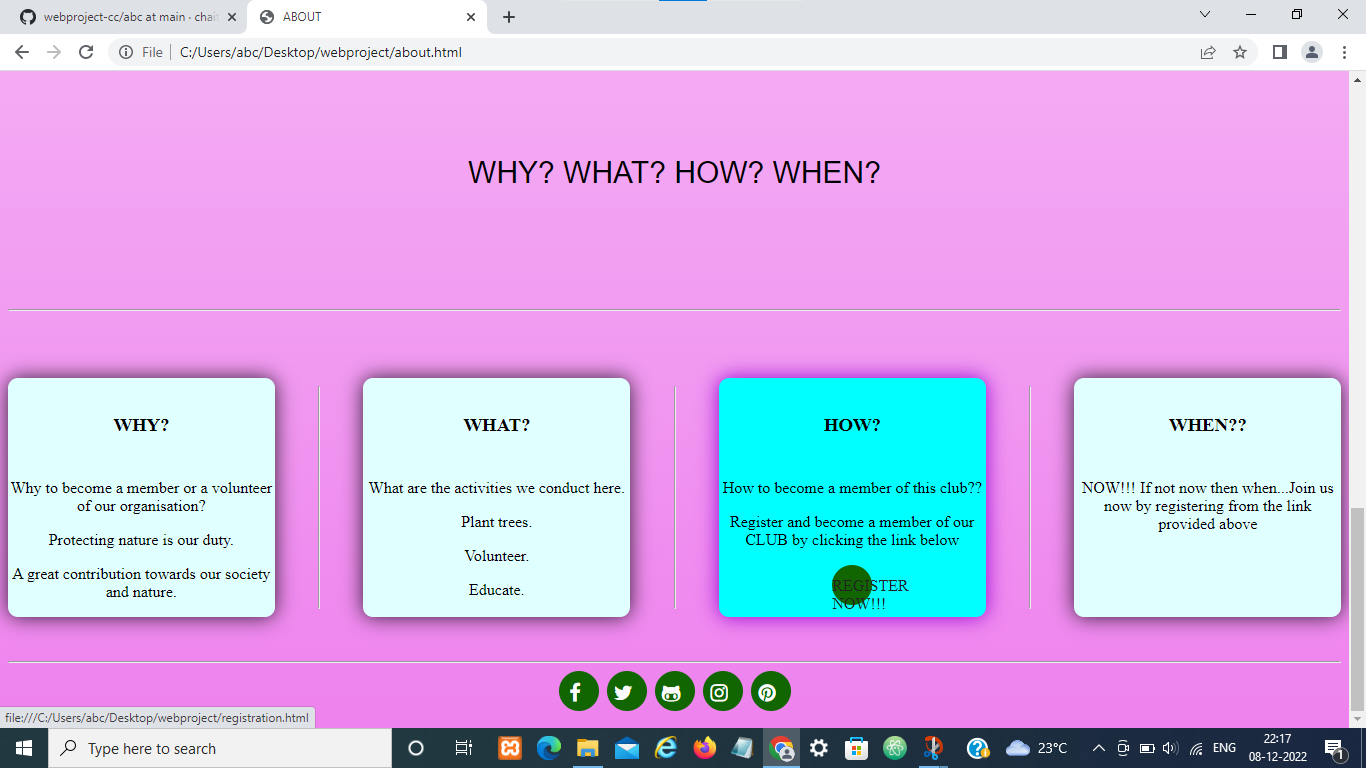 webproject-cc/abc at main · chai
ABOUT
File
C:/Users/abc/Desktop/webproject/about.html
WHY? WHAT? HOW? WHEN?
WHY?
Why to become a member or a volunteer
of our organisation?
Protecting nature is our duty.
A great contribution towards our society
and nature.
WHAT?
What are the activities we conduct here.
Plant trees.
Volunteer.
Educate.
HOW?
How to become a member of this club??
Register and become a member of our
CLUB by clicking the link below
REGISTER
NOW!!!
WHEN??
NOW!!! If not now then when...Join us
now by registering from the link
provided above
file:///C:/Users/abc/Desktop/webproject/registration.html
Type here to search
23°C
ENG
22:17
08-12-2022
1